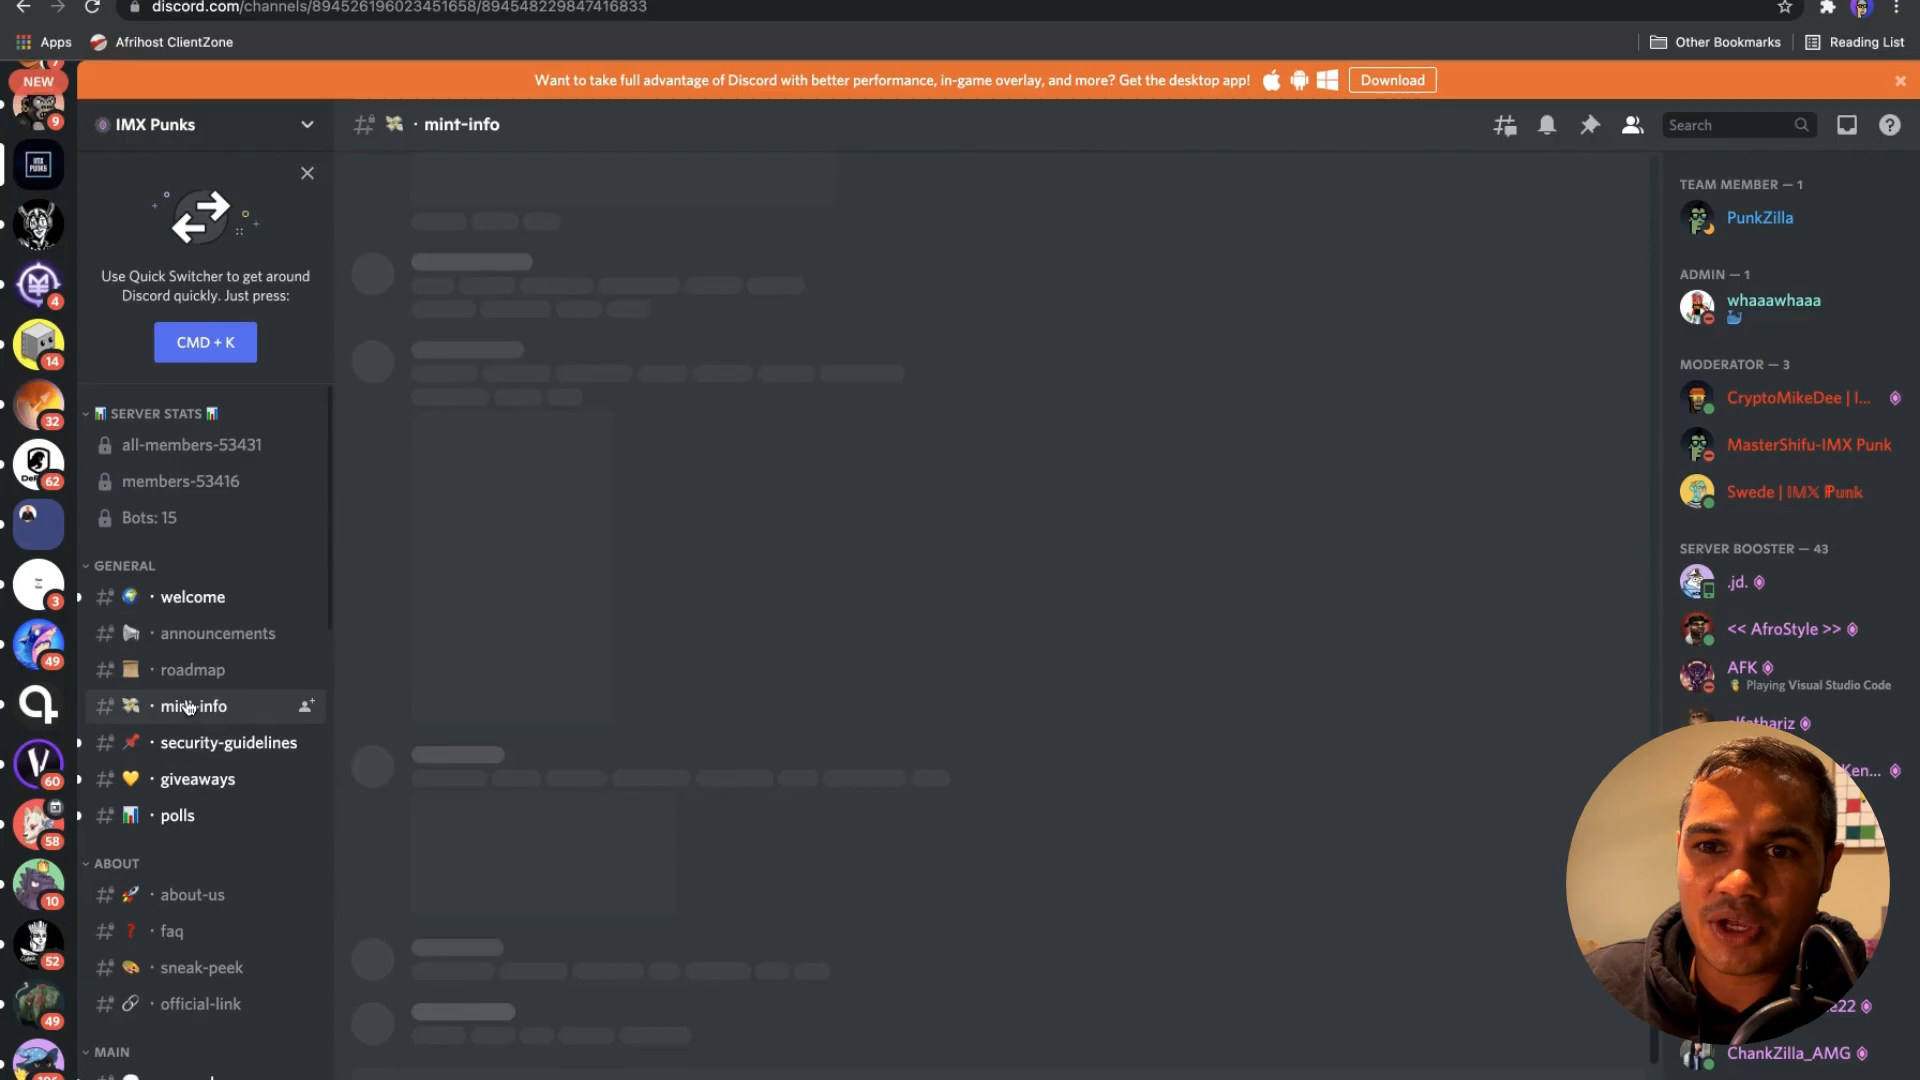 discord.com/channels/894526196023451658/894548229847416833
Apps
Afrihost ClientZone
Other Bookmarks
Reading List
NEW
Want to take full advantage of Discord with better performance, in-game overlay, and more? Get the desktop app!
Download
9
IMX Punks
· mint-info
Search
IMX
PUNKS
Use Quick Switcher to get around
Discord quickly. Just press:
CMD + K
4
14
32
62
3
49
60
58
10
52
49
SERVER STATS
all-members-53431
members-53416
Bots: 15
GENERAL
· welcome
· announcements
· roadmap
· mint-info
· security-guidelines
· giveaways
· polls
ABOUT
· about-us
· faq
· sneak-peek
· official-link
MAIN
TEAM MEMBER — 1
PunkZilla
ADMIN — 1
whaaawhaaa
MODERATOR — 3
CryptoMikeDee | I...
MasterShifu-IMX Punk
Swede | 𝕀𝕄𝕏 ℙ𝕦𝕟𝕜
SERVER BOOSTER — 43
.jd.
<< AfroStyle >>
AFK
Playing Visual Studio Code
Ken...
ChankZilla_AMG